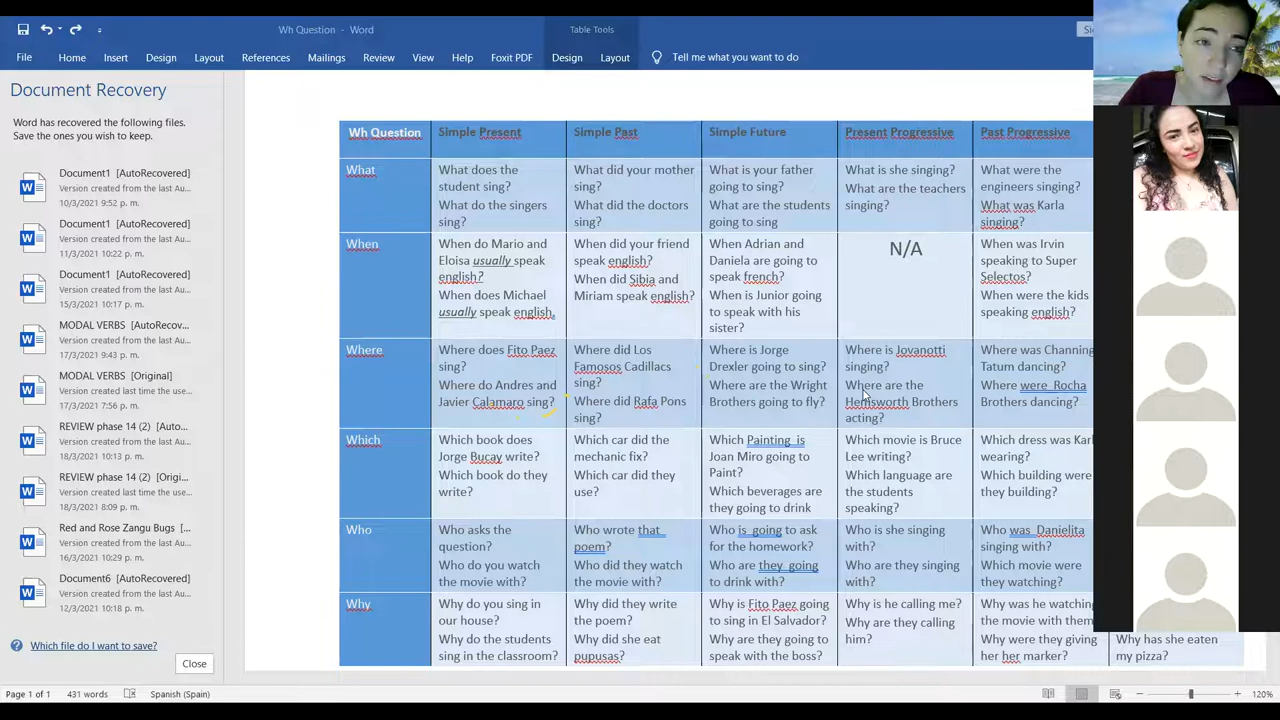 Wh Question - Word
Table Tools
File Home Insert Design Layout References Mailings Review View Help Foxit PDF Design Layout Tell me what you want to do
Document Recovery
Word has recovered the following files.
Save the ones you wish to keep.
Document1 [AutoRecovered]
Version created from the last Au...
10/3/2021 9:52 p. m.
Document1 [AutoRecovered]
Version created from the last Au...
11/3/2021 10:22 p. m.
Document1 [AutoRecovered]
Version created from the last Au...
15/3/2021 10:17 p. m.
MODAL VERBS [AutoRecov...
Version created from the last Au...
17/3/2021 9:43 p. m.
MODAL VERBS [Original]
Version created last time the use...
17/3/2021 7:56 p. m.
REVIEW phase 14 (2) [Auto...
Version created from the last Au...
18/3/2021 10:13 p. m.
REVIEW phase 14 (2) [Origi...
Version created last time the use...
18/3/2021 8:09 p. m.
Red and Rose Zangu Bugs [...
Version created from the last Au...
16/3/2021 10:29 p. m.
Document6 [AutoRecovered]
Version created from the last Au...
12/3/2021 10:18 p. m.
Which file do I want to save?
Close
Wh Question Simple Present Simple Past Simple Future Present Progressive Past Progressive
What
What does the
student sing?
What do the singers
sing?
What did your mother
sing?
What did the doctors
sing?
What is your father
going to sing?
What are the students
going to sing
What is she singing?
What are the teachers
singing?
What were the
engineers singing?
What was Karla
singing?
When
When do Mario and
Eloisa usually speak
english?
When does Michael
usually speak english.
When did your friend
speak english?
When did Sibia and
Miriam speak english?
When Adrian and
Daniela are going to
speak french?
When is Junior going
to speak with his
sister?
N/A
When was Irvin
speaking to Super
Selectos?
When were the kids
speaking english?
Where
Where does Fito Paez
sing?
Where do Andres and
Javier Calamaro sing?
Where did Los
Famosos Cadillacs
sing?
Where did Rafa Pons
sing?
Where is Jorge
Drexler going to sing?
Where are the Wright
Brothers going to fly?
Where is Jovanotti
singing?
Where are the
Hemsworth Brothers
acting?
Where was Channing
Tatum dancing?
Where were Rocha
Brothers dancing?
Which
Which book does
Jorge Bucay write?
Which book do they
write?
Which car did the
mechanic fix?
Which car did they
use?
Which Painting is
Joan Miro going to
Paint?
Which beverages are
they going to drink
Which movie is Bruce
Lee writing?
Which language are
the students
speaking?
Which dress was Karl
wearing?
Which building were
they building?
Who
Who asks the
question?
Who do you watch
the movie with?
Who wrote that
poem?
Who did they watch
the movie with?
Who is going to ask
for the homework?
Who are they going
to drink with?
Who is she singing
with?
Who are they singing
with?
Who was Danielita
singing with?
Which movie were
they watching?
Why
Why do you sing in
our house?
Why do the students
sing in the classroom?
Why did they write
the poem?
Why did she eat
pupusas?
Why is Fito Paez going
to sing in El Salvador?
Why are they going to
speak with the boss?
Why is he calling me?
Why are they calling
him?
Why was he watching
the movie with them
Why were they giving
her her marker?
Why has she eaten
my pizza?
Page 1 of 1 431 words Spanish (Spain) 120%